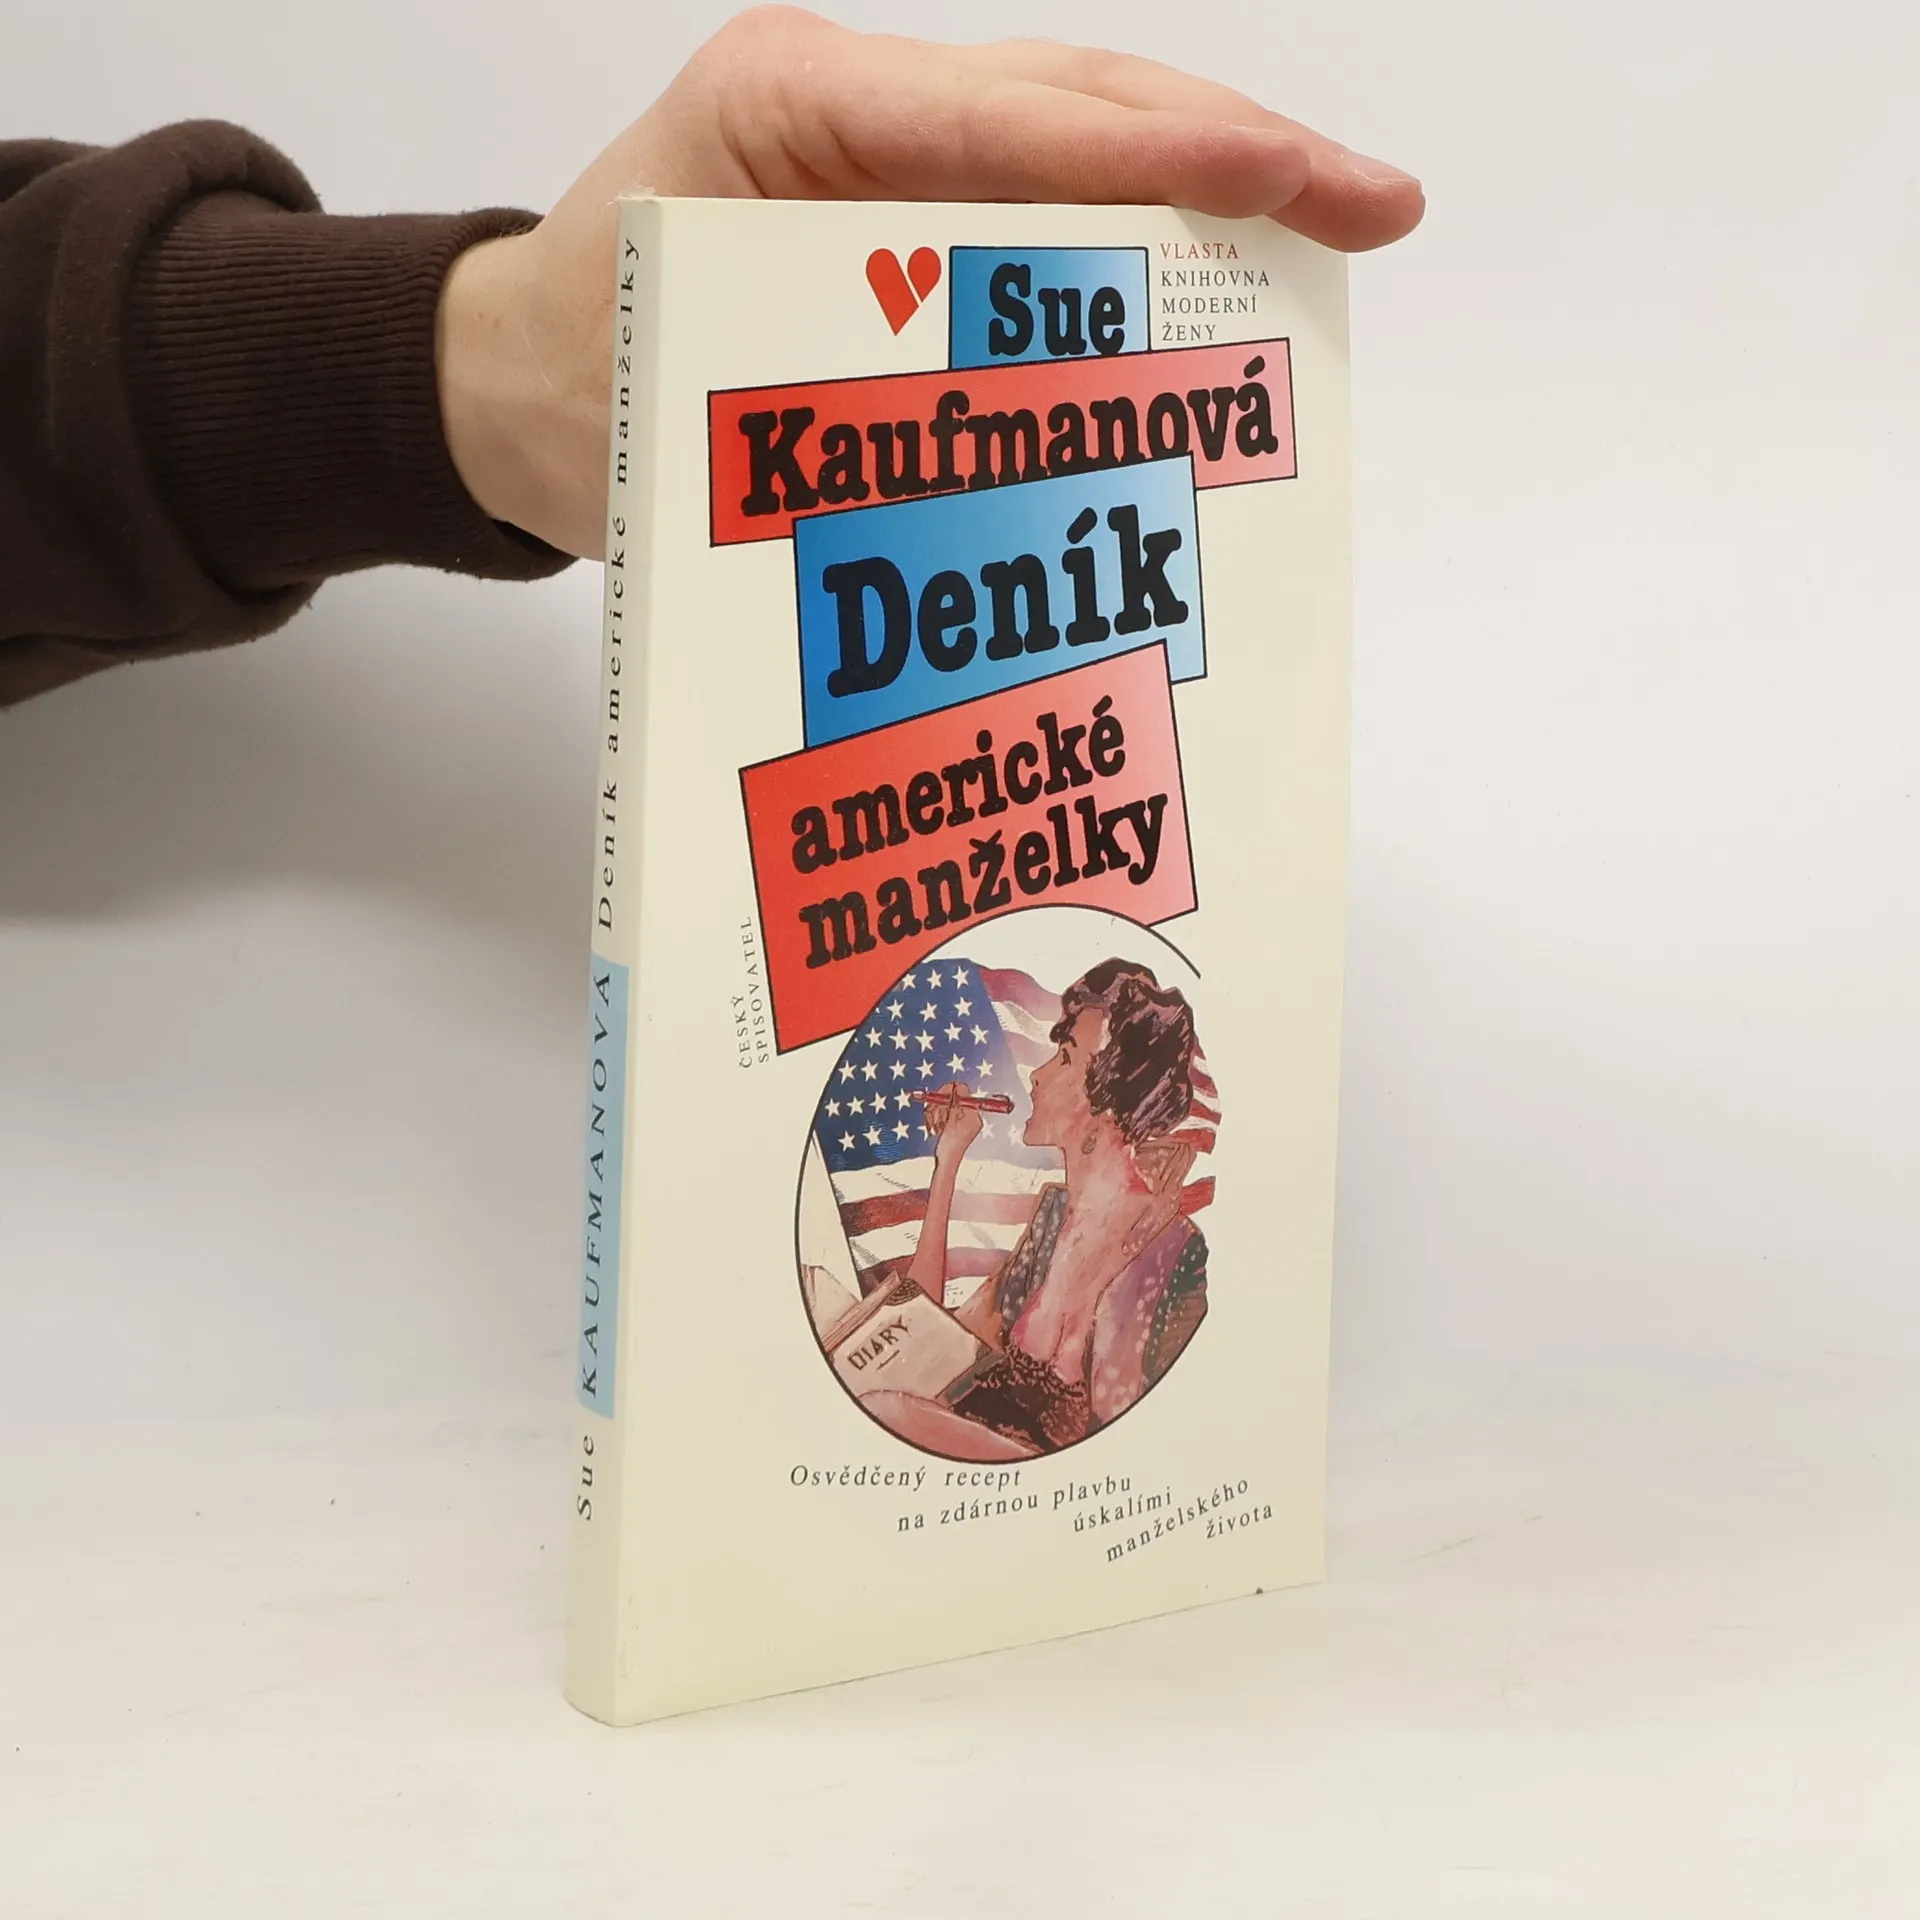 Sue
Kaufmanová
Deník
americké
manželky
VLASTA
KNIHOVNA
MODERNÍ
ŽENY
ČESKÝ
SPISOVATEL
DIARY
Osvědčený recept
na zdárnou plavbu
úskalími
manželského
života
Sue KAUFMANOVÁ Deník americké manželky